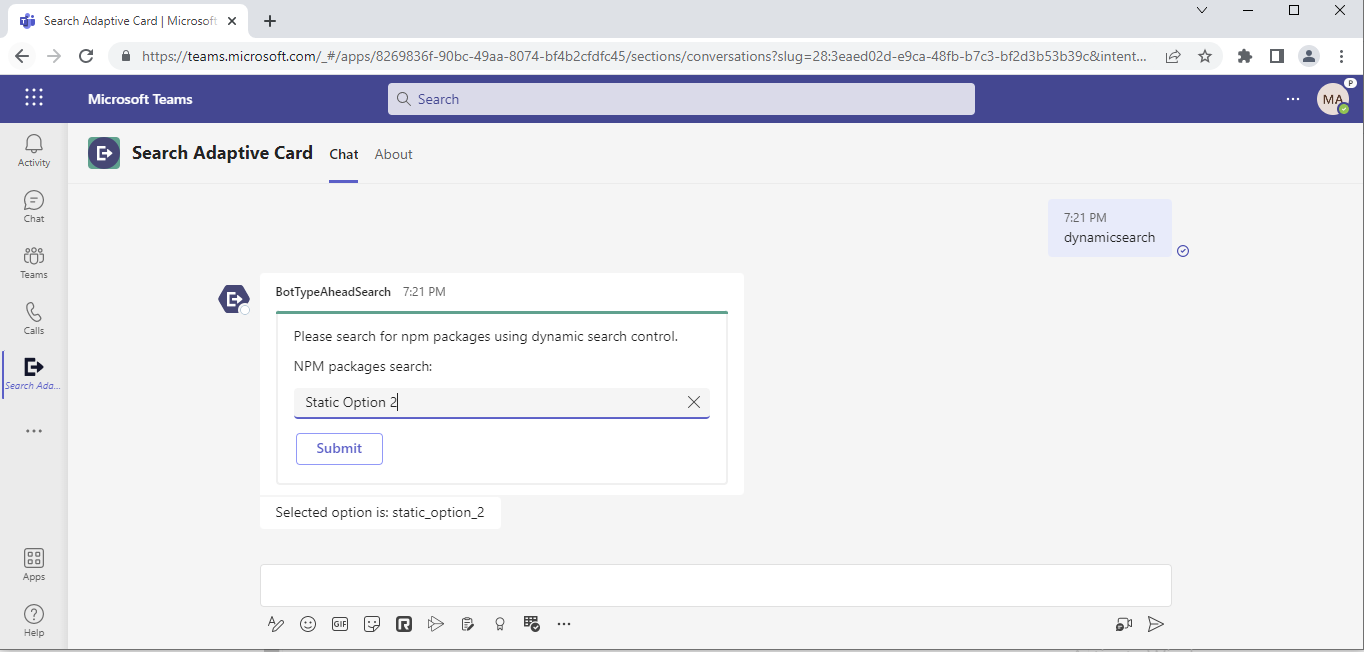 Search Adaptive Card | Microsoft
https://teams.microsoft.com/_#/apps/8269836f-90bc-49aa-8074-bf4b2cfdfc45/sections/conversations?slug=28:3eaed02d-e9ca-48fb-b7c3-bf2d3b53b39c&intent...
Microsoft Teams
Search
MA
P
Activity
Chat
Teams
Calls
Search Ada...
Apps
Help
Search Adaptive Card
Chat
About
7:21 PM
dynamicsearch
BotTypeAheadSearch 7:21 PM
Please search for npm packages using dynamic search control.
NPM packages search:
Static Option 2
Submit
Selected option is: static_option_2
GIF